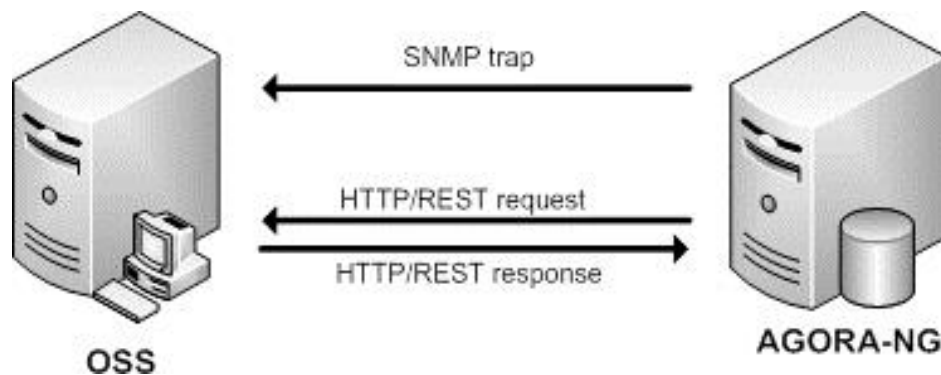 SNMP trap
HTTP/REST request
HTTP/REST response
OSS
AGORA-NG